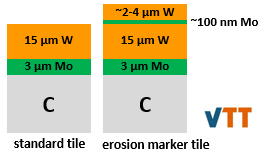 ~2-4 µm W
~100 nm Mo
15 µm W
15 µm W
3 µm Mo
3 µm Mo
C
C
VTT
standard tile
erosion marker tile